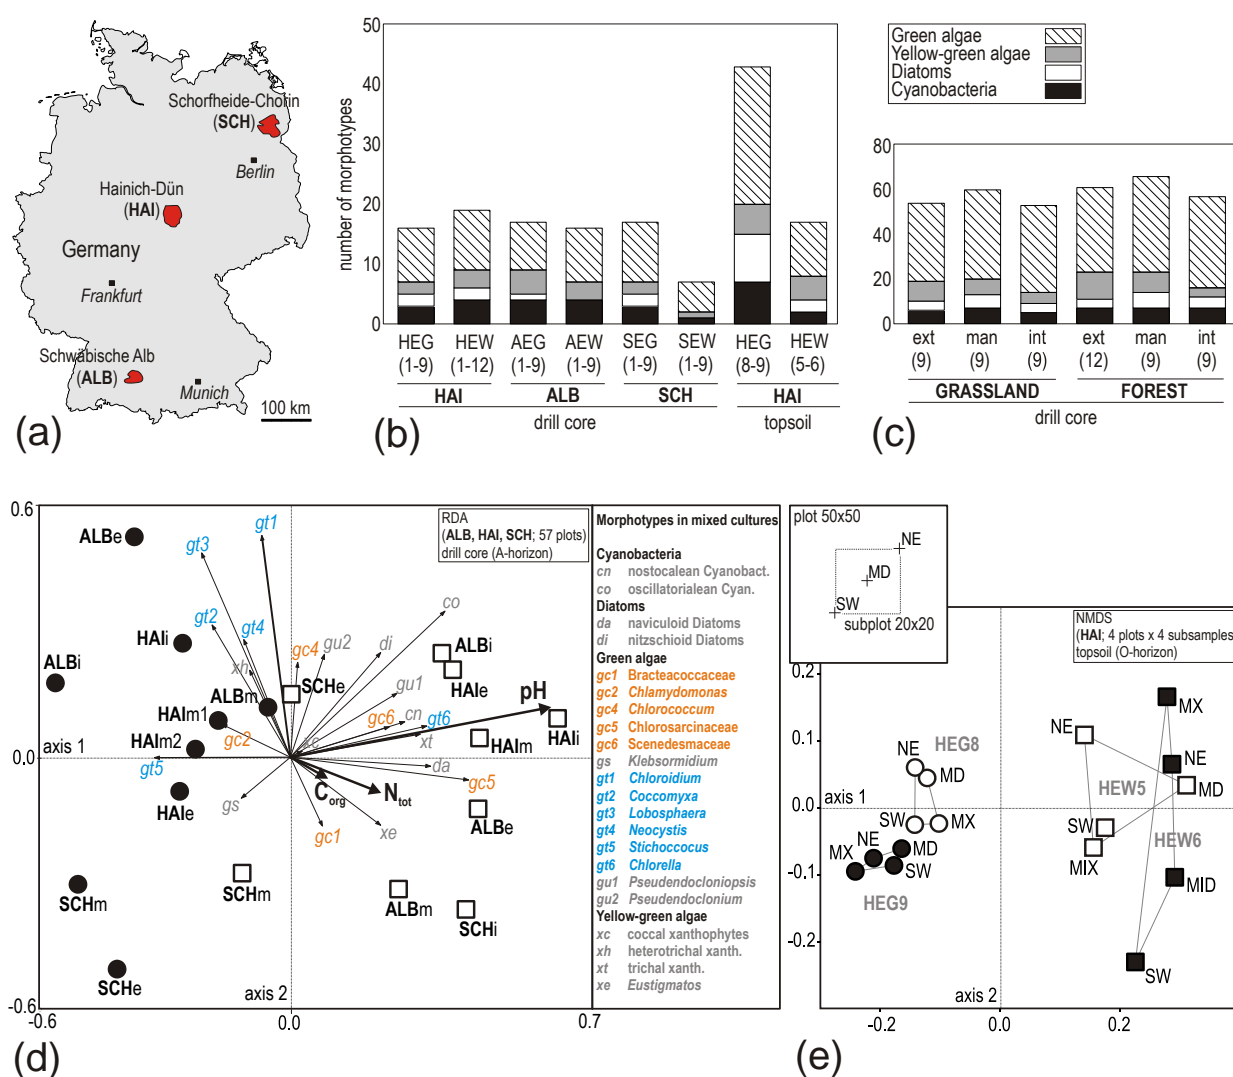 Schorfheide-Chorin
(SCH)
Berlin
Hainich-Dün
(HAI)
Germany
Frankfurt
Schwäbische Alb
(ALB)
Munich
100 km
(a)
number of morphotypes
50
40
30
20
10
0
HEG HEW AEG AEW SEG SEW HEG HEW
(1-9) (1-12) (1-9) (1-9) (1-9) (1-9) (8-9) (5-6)
HAI ALB SCH HAI
drill core topsoil
(b)
Green algae
Yellow-green algae
Diatoms
Cyanobacteria
80
60
40
20
0
ext man int ext man int
(9) (9) (9) (12) (9) (9)
GRASSLAND FOREST
drill core
(c)
0.6
RDA
(ALB, HAI, SCH; 57 plots)
drill core (A-horizon)
ALBe
gt3
gt1
gt2
gt4
co
HAIi
gc4
gu2
di
ALBi
xh
ALBi
HAIe
SCHe
gu1
pH
ALBm
HAIm1
gc2
gc6
cn
gt6
HAIi
HAIm2
xc
xt
HAIm
axis 1
0.0
gt5
da
gc5
HAIe
gs
Corg
Ntot
gc1
xe
ALBe
SCHm
SCHm
ALBm
SCHi
SCHe
axis 2
-0.6
-0.6 0.0 0.7
(d)
Morphotypes in mixed cultures
Cyanobacteria
cn nostocalean Cyanobact.
co oscillatorialean Cyan.
Diatoms
da naviculoid Diatoms
di nitzschioid Diatoms
Green algae
gc1 Bracteacoccaceae
gc2 Chlamydomonas
gc4 Chlorococcum
gc5 Chlorosarcinaceae
gc6 Scenedesmaceae
gs Klebsormidium
gt1 Chloroidium
gt2 Coccomyxa
gt3 Lobosphaera
gt4 Neocystis
gt5 Stichoccocus
gt6 Chlorella
gu1 Pseudendocloniopsis
gu2 Pseudendoclonium
Yellow-green algae
xc coccal xanthophytes
xh heterotrichal xanth.
xt trichal xanth.
xe Eustigmatos
plot 50x50
NE
MD
SW
subplot 20x20
NMDS
(HAI; 4 plots x 4 subsamples)
topsoil (O-horizon)
0.2
0.1
0.0
-0.1
-0.2
MX
NE
NE
HEG8
NE
MD
HEW5
MD
axis 1
SW
MX
SW
HEW6
NE
MD
MX
SW
MIX
MID
HEG9
SW
axis 2
-0.2 0.0 0.2
(e)